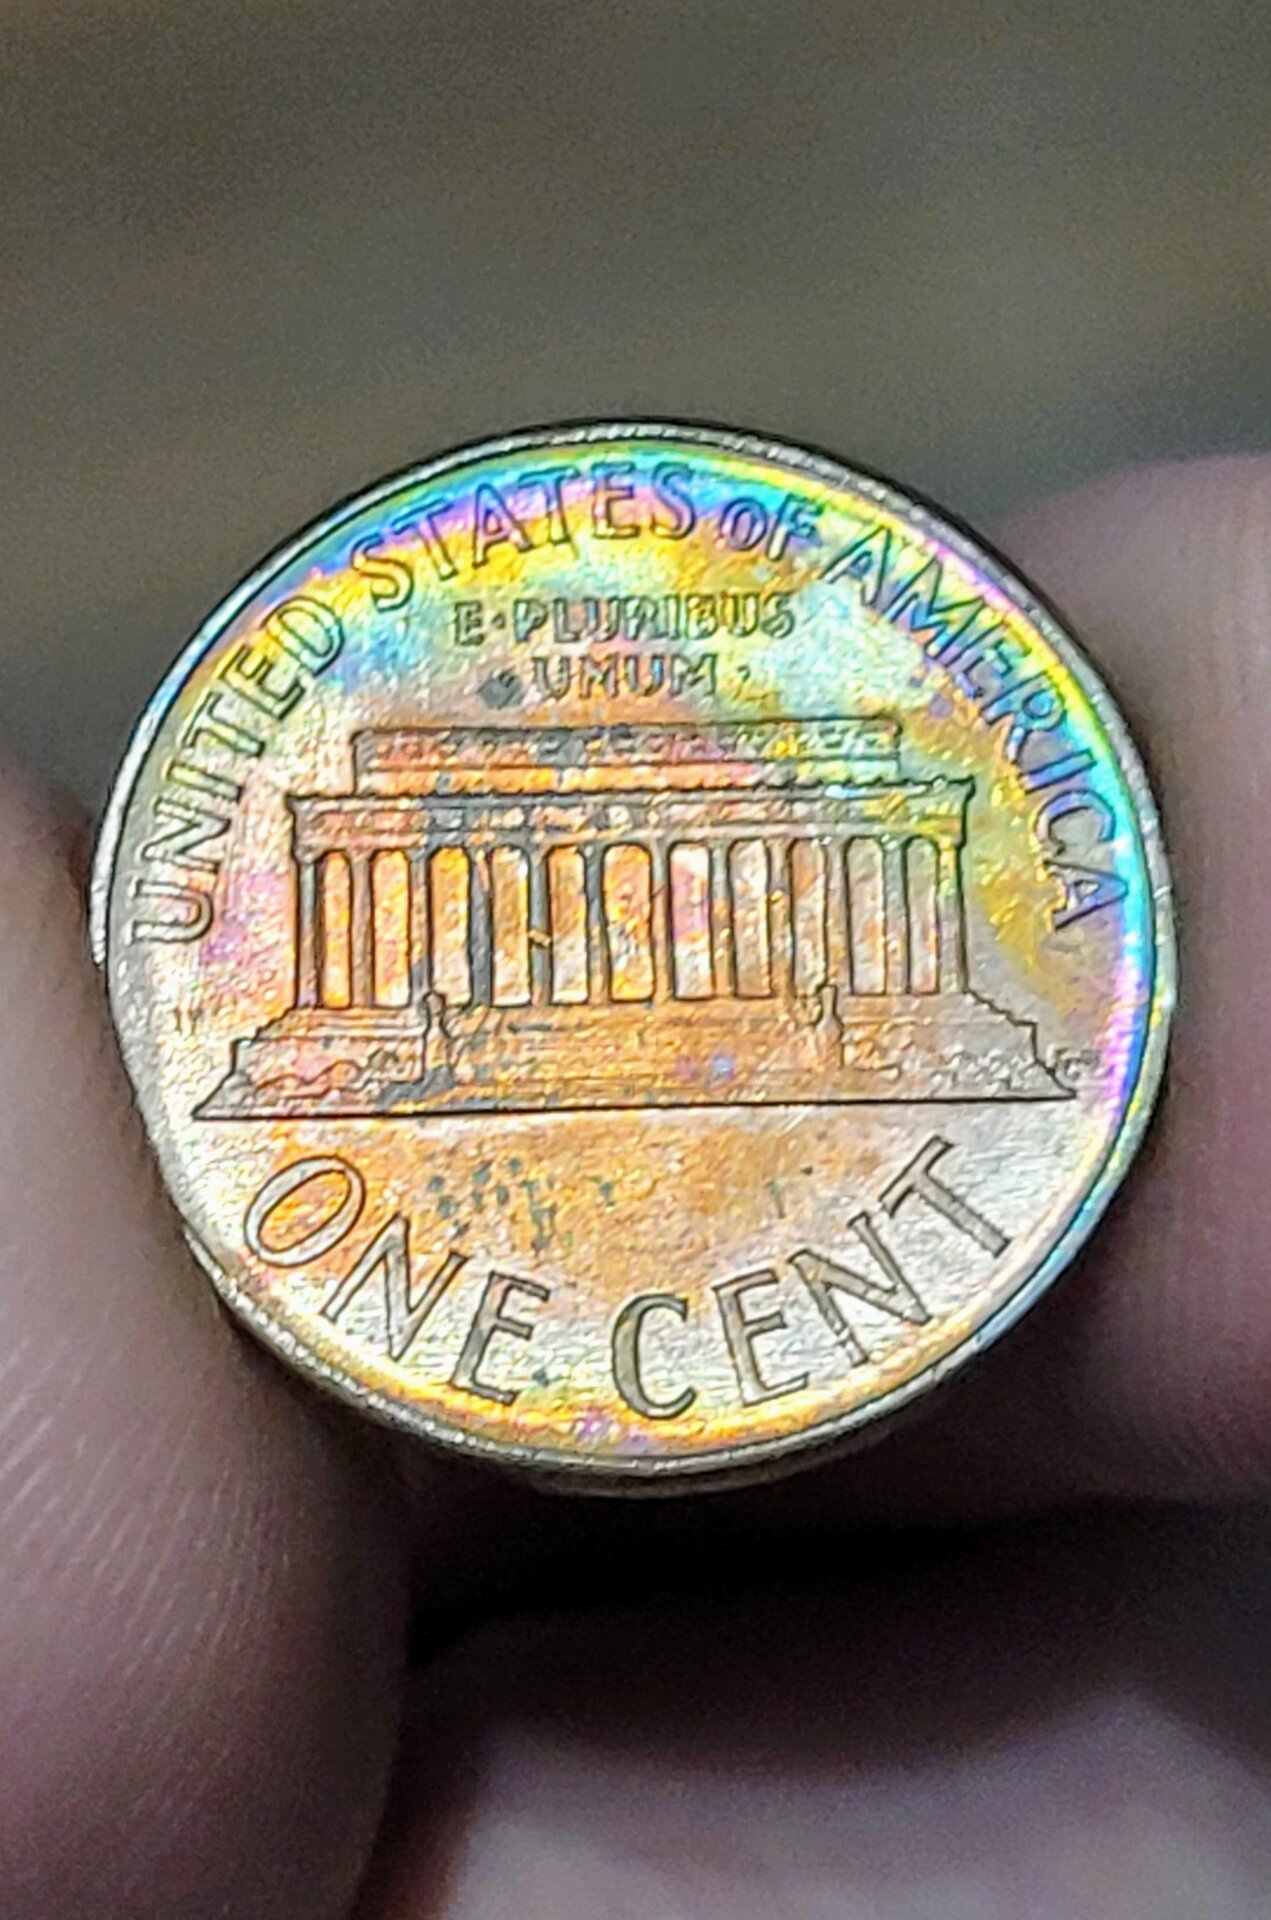 UNITED STATES OF AMERICA
E·PLURIBUS
·UNUM·
ONE CENT